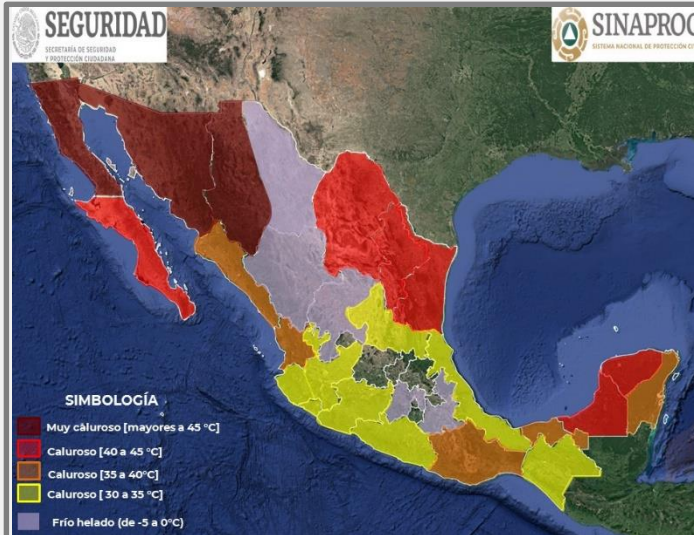 SEGURIDAD
SECRETARÍA DE SEGURIDAD
Y PROTECCIÓN CIUDADANA
SINAPROC
SISTEMA NACIONAL DE PROTECCIÓN
SIMBOLOGÍA
Muy caluroso [mayores a 45 °C]
Caluroso [40 a 45 °C]
Caluroso [35 a 40°C]
Caluroso [ 30 a 35 °C]
Frío helado (de -5 a 0°C)